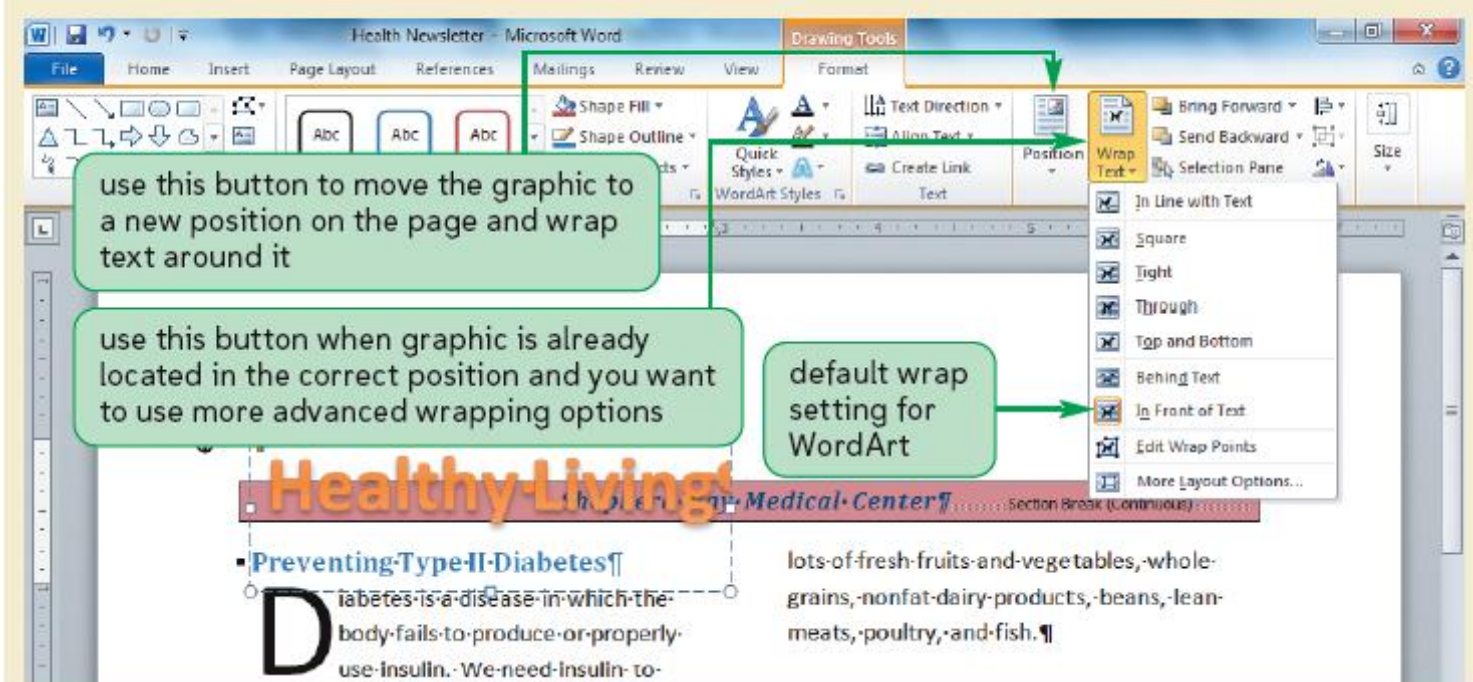 Health Newsletter - Microsoft Word
Drawing Tools
File Home Insert Page Layout References Mailings Review View Format
Abc Abc Abc
Shape Fill
Shape Outline
Quick Styles
WordArt Styles
Text Direction
Align Text
Create Link
Text
Position
Wrap Text
Bring Forward
Send Backward
Selection Pane
Size
use this button to move the graphic to
a new position on the page and wrap
text around it
use this button when graphic is already
located in the correct position and you want
to use more advanced wrapping options
default wrap
setting for
WordArt
In Line with Text
Square
Tight
Through
Top and Bottom
Behind Text
In Front of Text
Edit Wrap Points
More Layout Options...
Healthy·Living¶
Medical·Center¶
Section Break (Continuous)
Preventing·Type·II·Diabetes¶
Diabetes·is·a·disease·in·which·the·
body·fails·to·produce·or·properly·
use·insulin.·We·need·insulin·to·
lots·of·fresh·fruits·and·vegetables,·whole·
grains,·nonfat·dairy·products,·beans,·lean·
meats,·poultry,·and·fish.¶